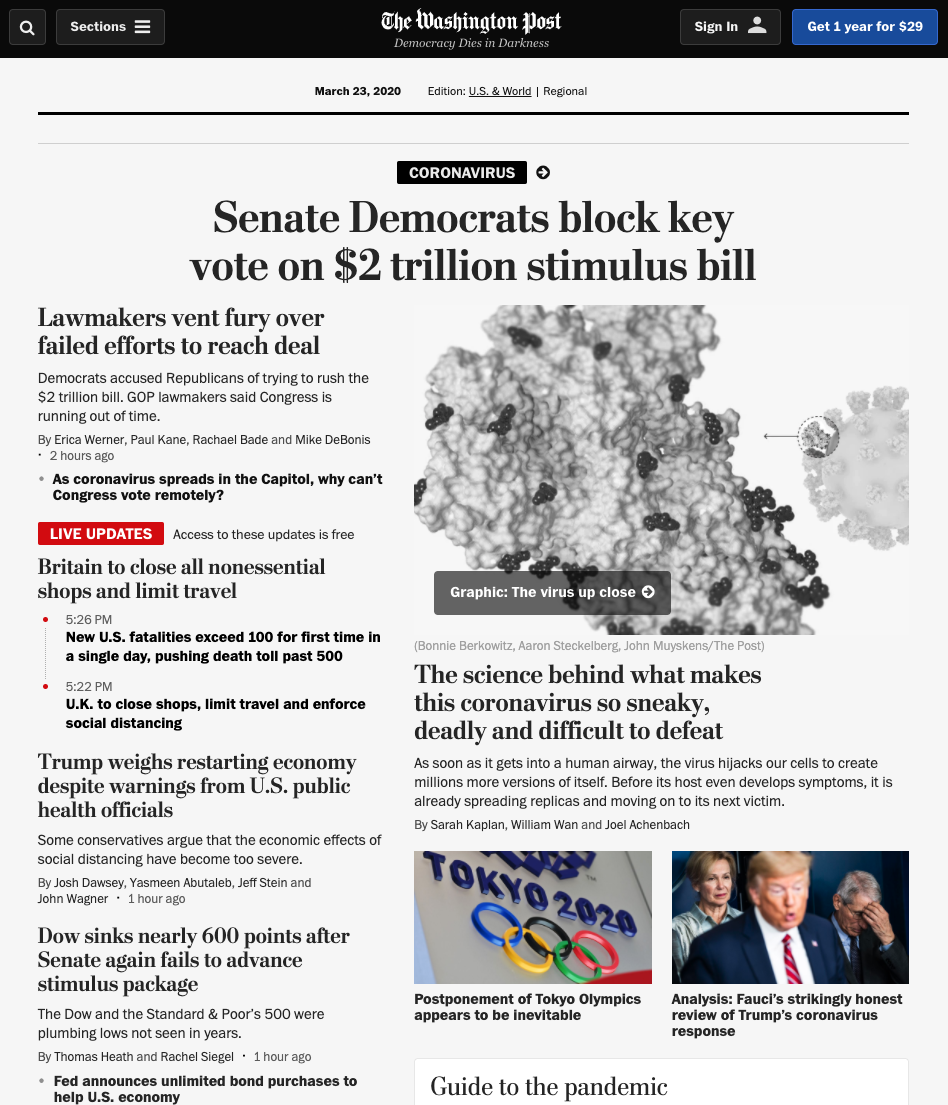 Sections
The Washington Post
Democracy Dies in Darkness
Sign In
Get 1 year for $29
March 23, 2020 Edition: U.S. & World | Regional
CORONAVIRUS
Senate Democrats block key
vote on $2 trillion stimulus bill
Lawmakers vent fury over
failed efforts to reach deal
Democrats accused Republicans of trying to rush the
$2 trillion bill. GOP lawmakers said Congress is
running out of time.
By Erica Werner, Paul Kane, Rachael Bade and Mike DeBonis
• 2 hours ago
• As coronavirus spreads in the Capitol, why can't
Congress vote remotely?
LIVE UPDATES Access to these updates is free
Britain to close all nonessential
shops and limit travel
5:26 PM
New U.S. fatalities exceed 100 for first time in
a single day, pushing death toll past 500
5:22 PM
U.K. to close shops, limit travel and enforce
social distancing
Trump weighs restarting economy
despite warnings from U.S. public
health officials
Some conservatives argue that the economic effects of
social distancing have become too severe.
By Josh Dawsey, Yasmeen Abutaleb, Jeff Stein and
John Wagner • 1 hour ago
Dow sinks nearly 600 points after
Senate again fails to advance
stimulus package
The Dow and the Standard & Poor's 500 were
plumbing lows not seen in years.
By Thomas Heath and Rachel Siegel • 1 hour ago
• Fed announces unlimited bond purchases to
help U.S. economy
Graphic: The virus up close
(Bonnie Berkowitz, Aaron Steckelberg, John Muyskens/The Post)
The science behind what makes
this coronavirus so sneaky,
deadly and difficult to defeat
As soon as it gets into a human airway, the virus hijacks our cells to create
millions more versions of itself. Before its host even develops symptoms, it is
already spreading replicas and moving on to its next victim.
By Sarah Kaplan, William Wan and Joel Achenbach
TOKYO 2020
Postponement of Tokyo Olympics
appears to be inevitable
Analysis: Fauci's strikingly honest
review of Trump's coronavirus
response
Guide to the pandemic